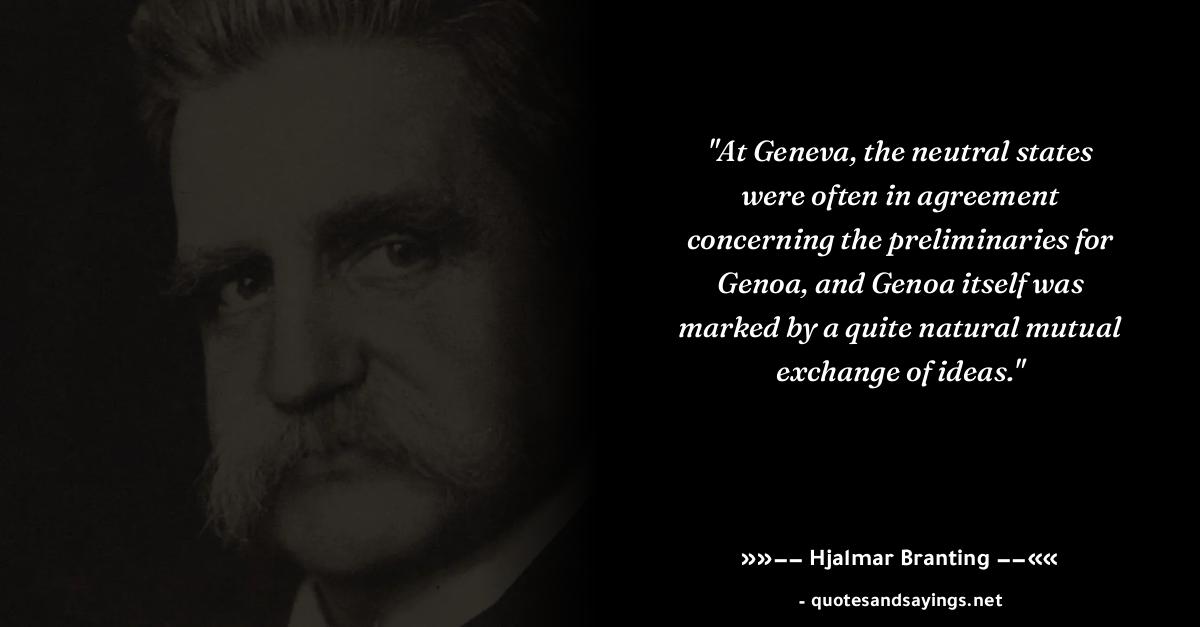 "At Geneva, the neutral states
were often in agreement
concerning the preliminaries for
Genoa, and Genoa itself was
marked by a quite natural mutual
exchange of ideas."
»»–– Hjalmar Branting ––««
- quotesandsayings.net